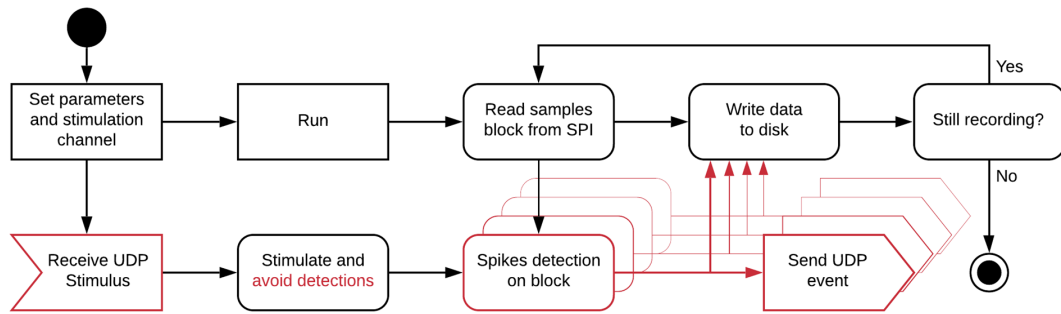 Set parameters
and stimulation
channel
Run
Read samples
block from SPI
Write data
to disk
Still recording?
Yes
No
Receive UDP
Stimulus
Stimulate and
avoid detections
Spikes detection
on block
Send UDP
event